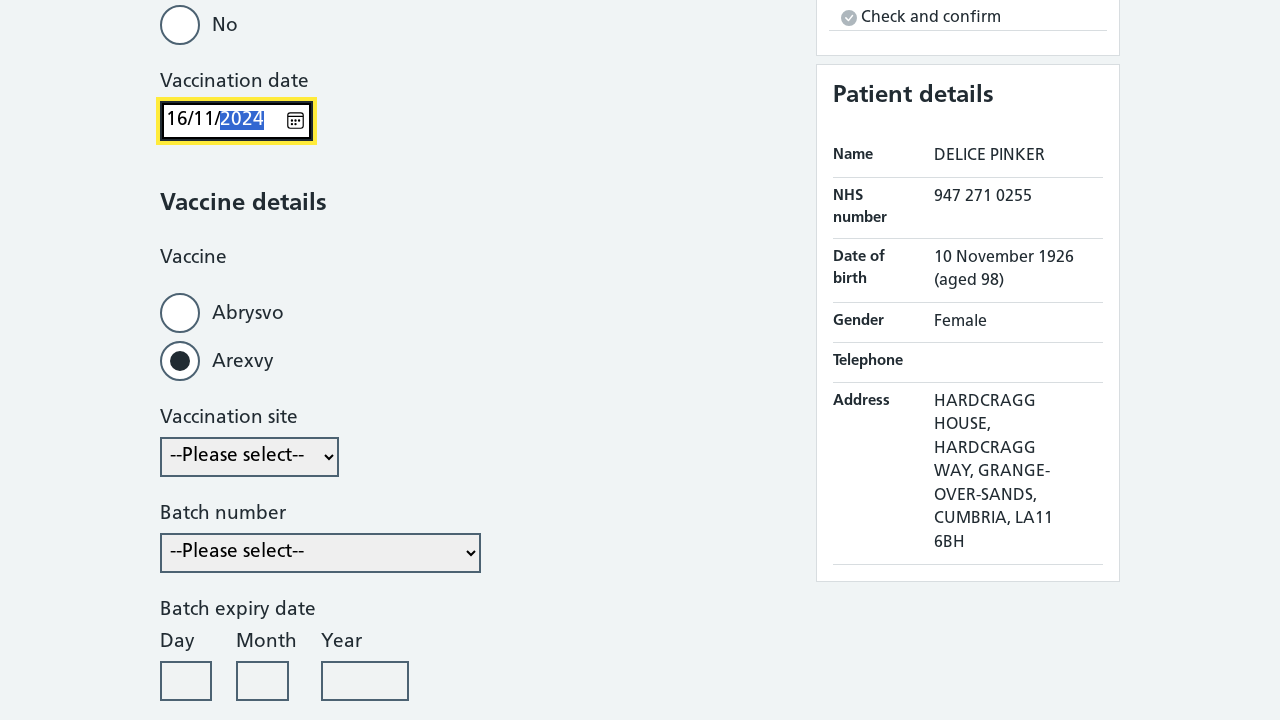 No
Vaccination date
16/11/2024
Vaccine details
Vaccine
Abrysvo
Arexvy
Vaccination site
--Please select--
Batch number
--Please select--
Batch expiry date
Day Month Year
Check and confirm
Patient details
Name DELICE PINKER
NHS 947 271 0255
number
Date of 10 November 1926
birth (aged 98)
Gender Female
Telephone
Address HARDCRAGG
HOUSE,
HARDCRAGG
WAY, GRANGE-
OVER-SANDS,
CUMBRIA, LA11
6BH